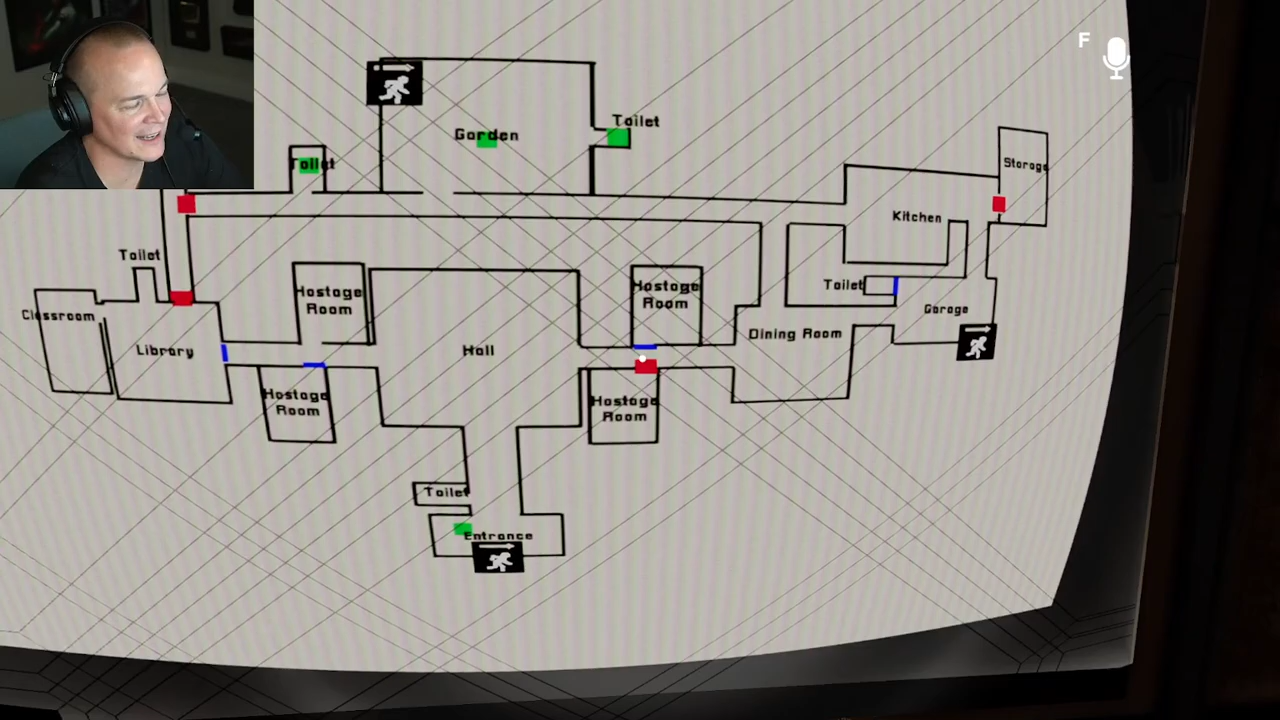 F
Toilet
Garden
Toilet
Storage
Kitchen
Toilet
Hostage
Room
Hostage
Room
Toilet
Garage
Classroom
Library
Hall
Dining Room
Hostage
Room
Hostage
Room
Toilet
Entrance